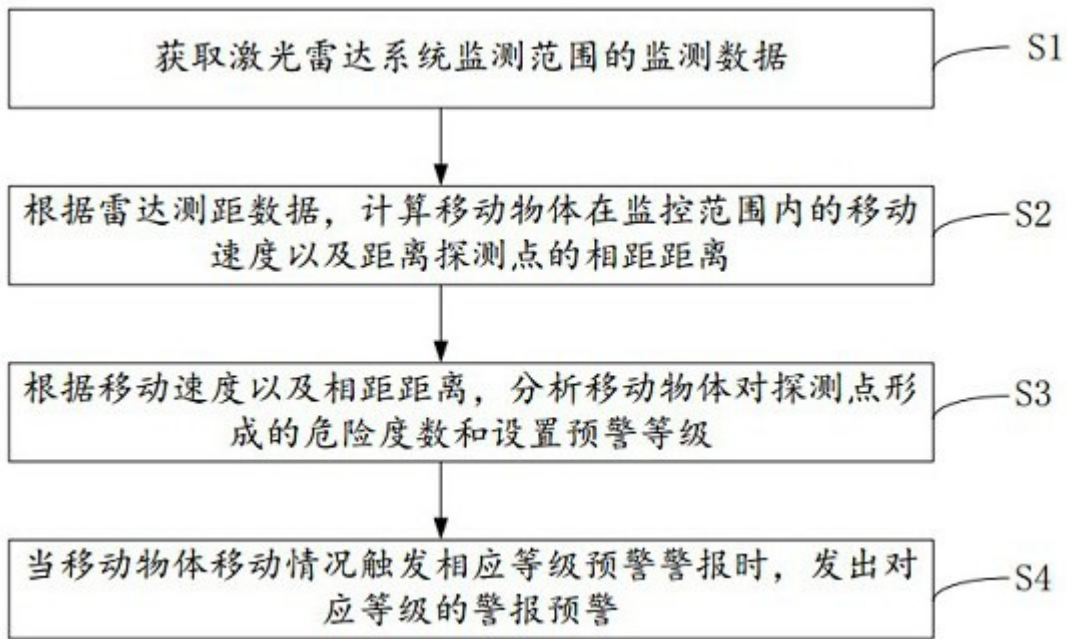 获取激光雷达系统监测范围的监测数据
S1
根据雷达测距数据，计算移动物体在监控范围内的移动
速度以及距离探测点的相距距离
S2
根据移动速度以及相距距离，分析移动物体对探测点形
成的危险度数和设置预警等级
S3
当移动物体移动情况触发相应等级预警警报时，发出对
应等级的警报预警
S4